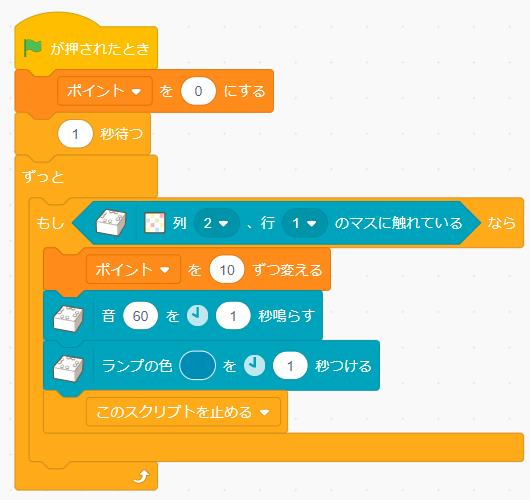 が押されたとき
ポイント を 0 にする
1 秒待つ
ずっと
もし 列 2 、行 1 のマスに触れている なら
ポイント を 10 ずつ変える
音 60 を 1 秒鳴らす
ランプの色 を 1 秒つける
このスクリプトを止める